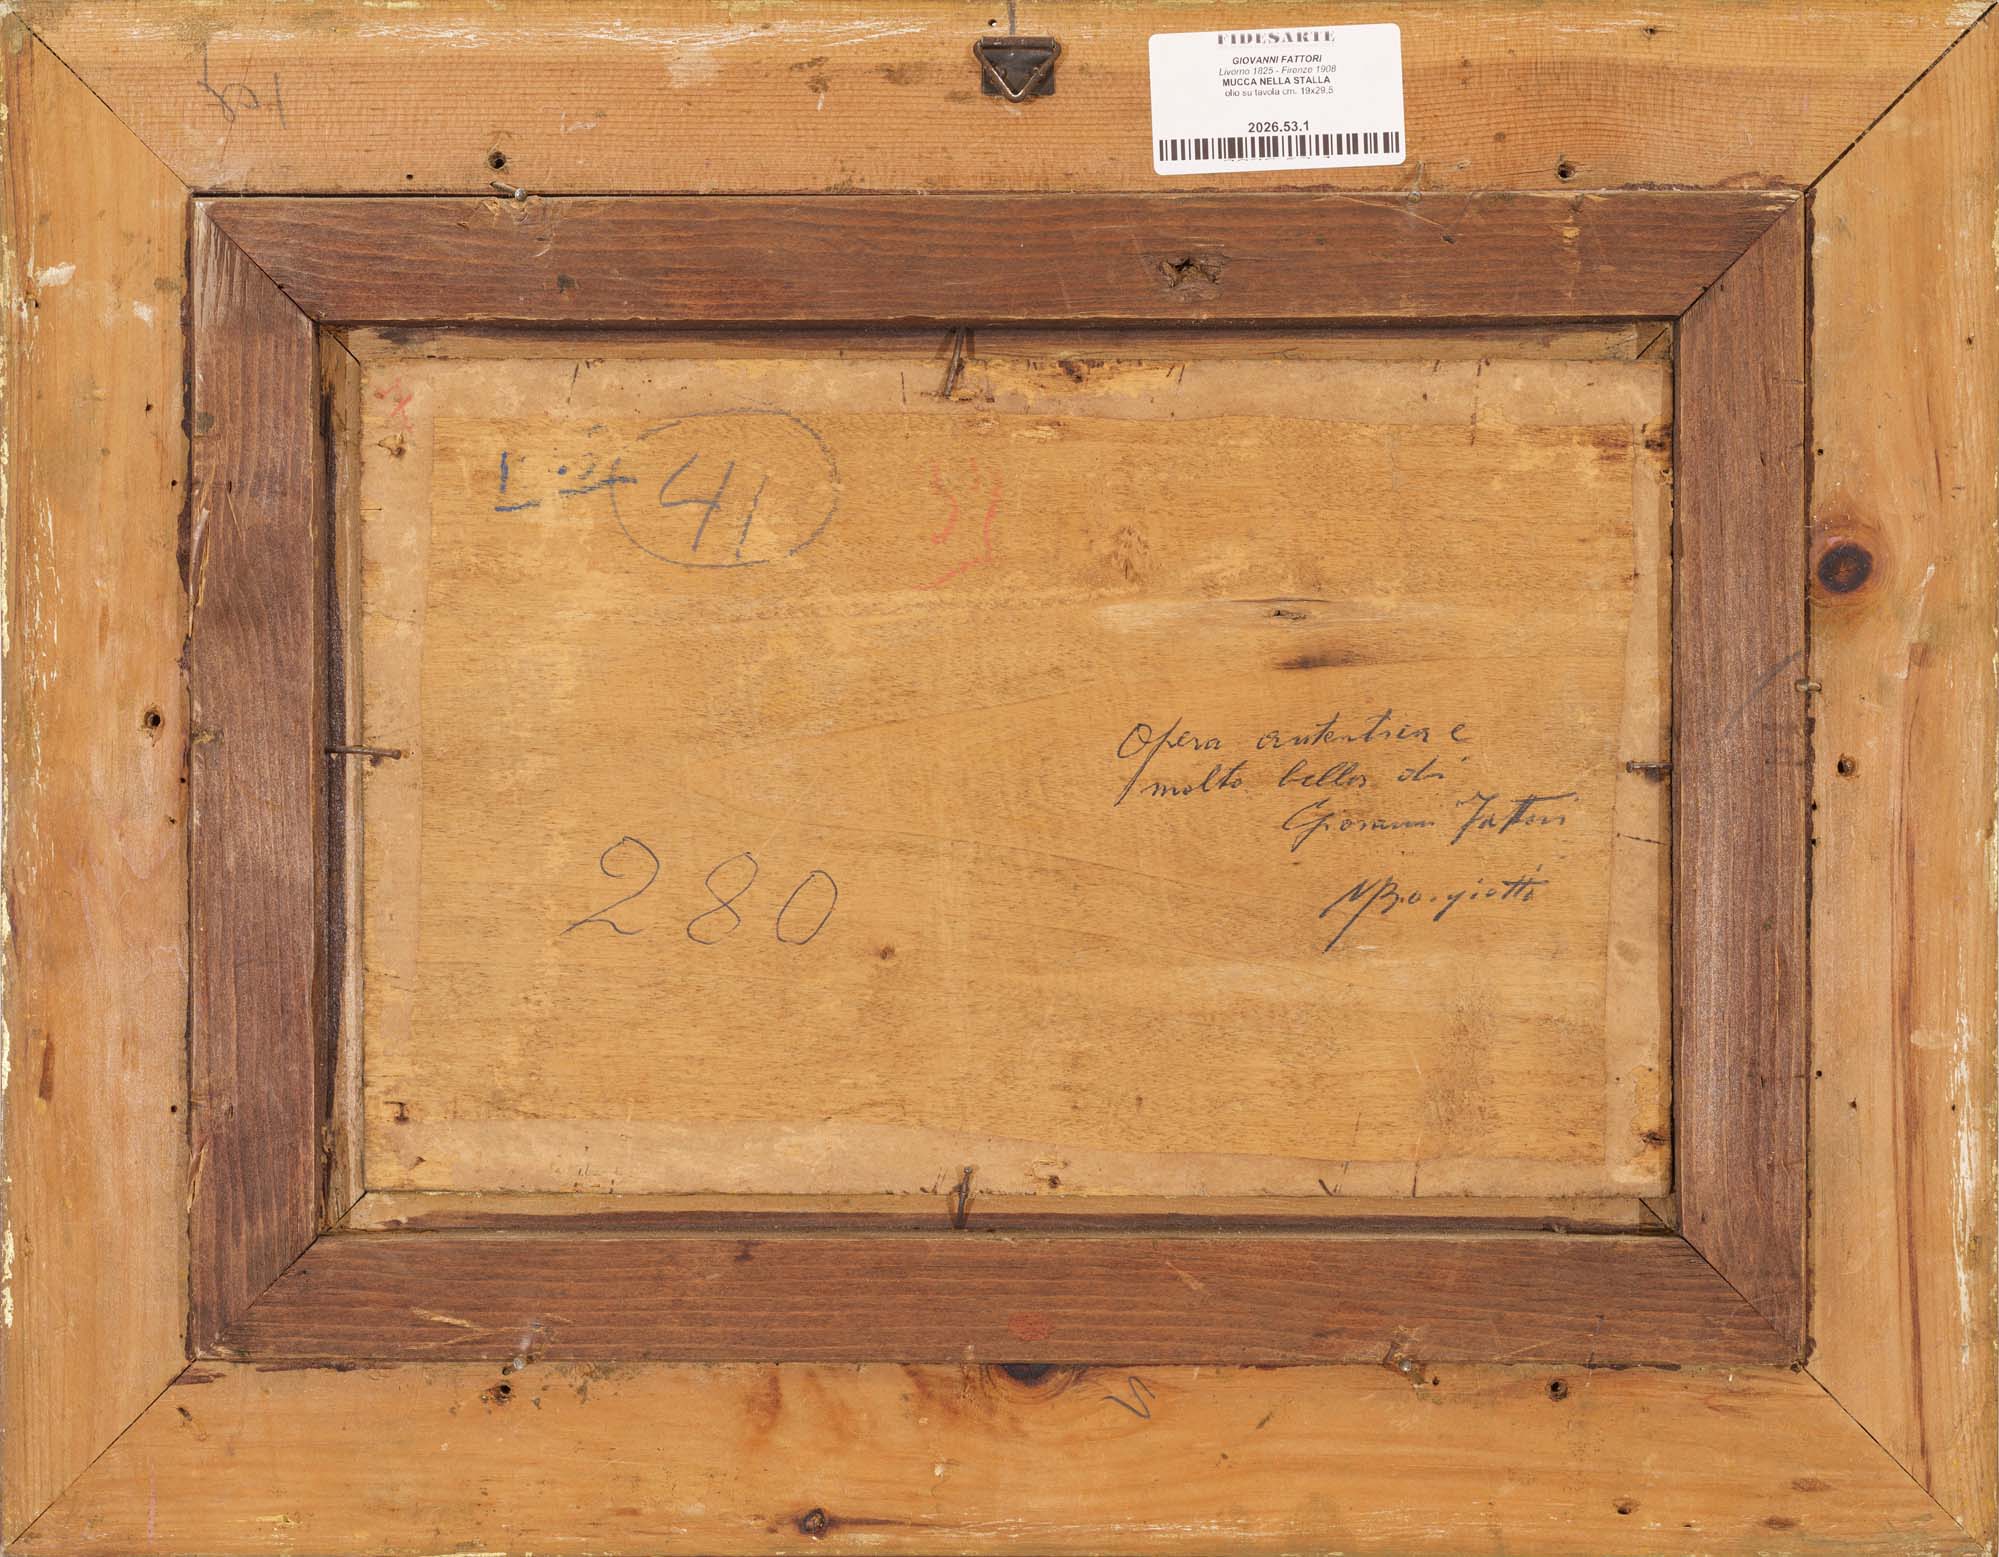 FIDESARTE
GIOVANNI FATTORI
Livorno 1825 - Firenze 1908
MUCCA NELLA STALLA
olio su tavola cm. 19x29.5
2026.53.1
41
Opera autentica e
molto bella di
Giovanni Fattori
MBorgiotti
280